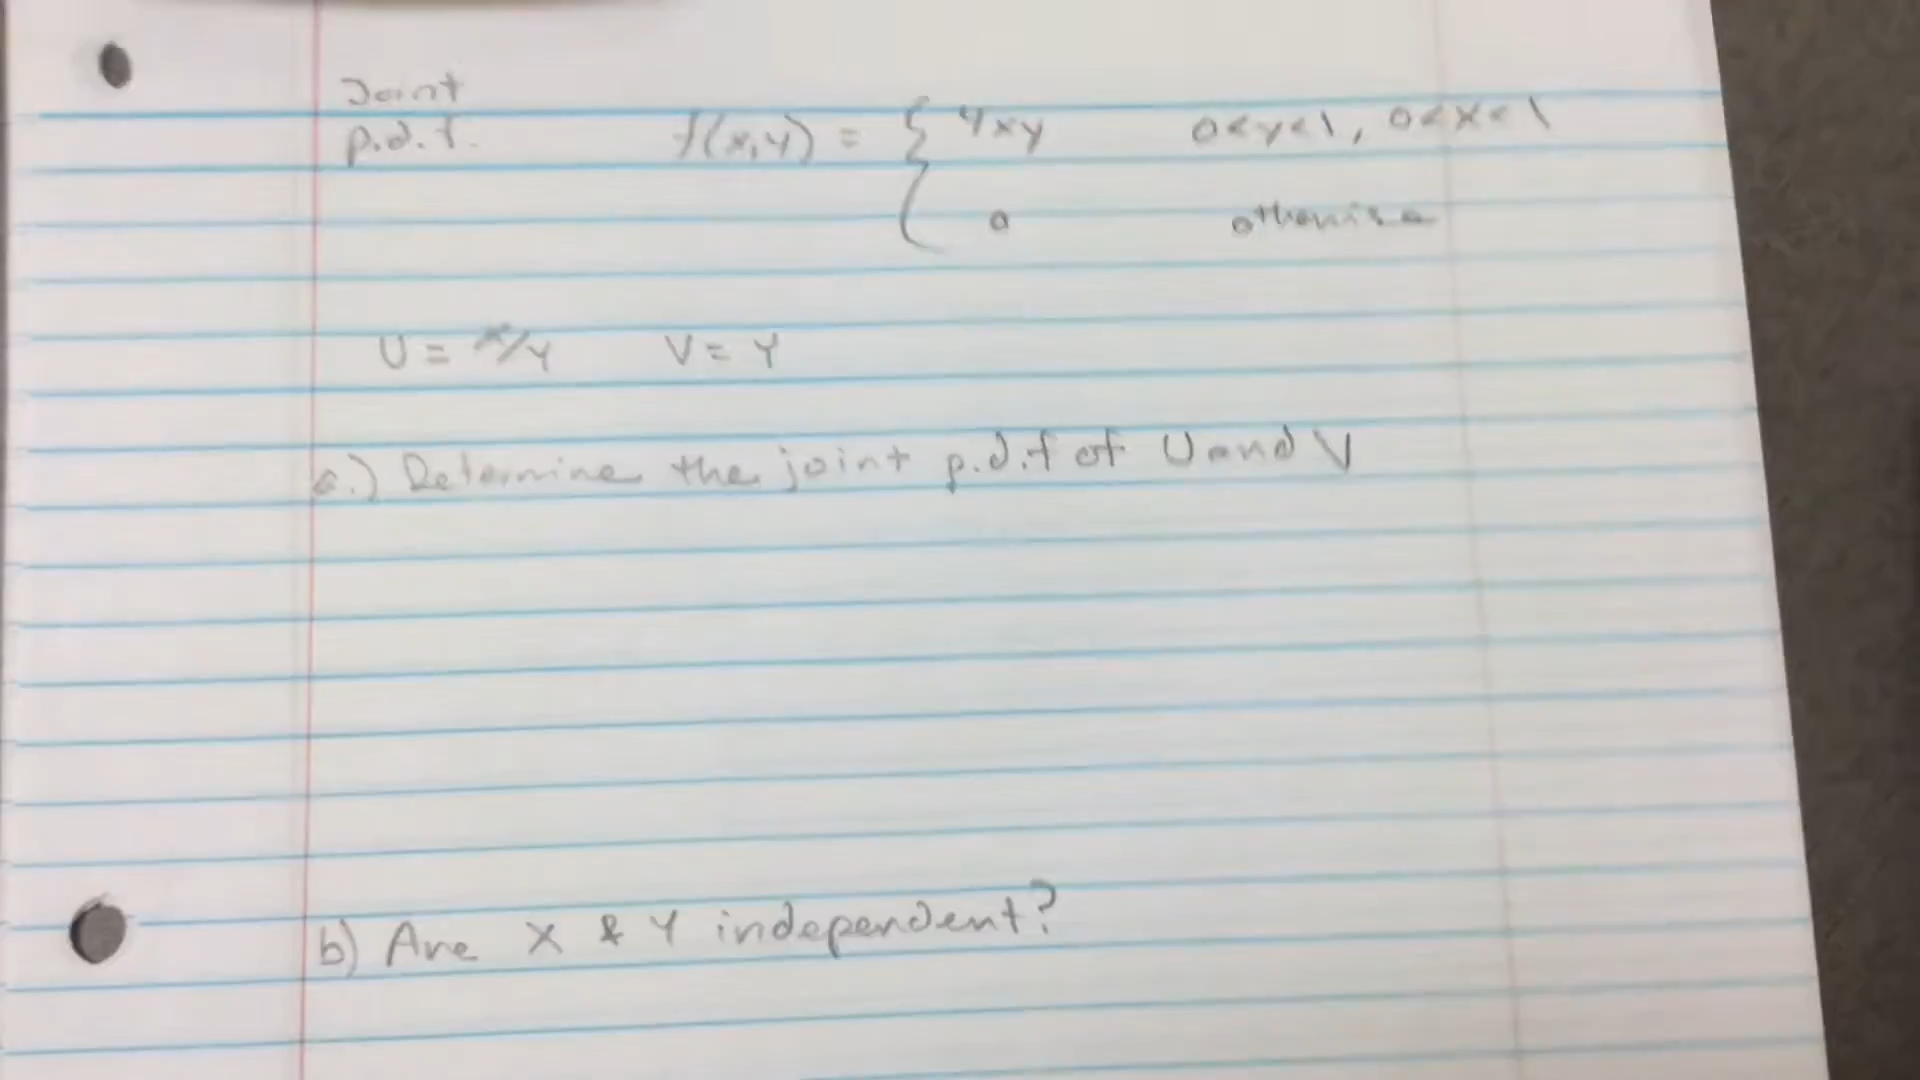 Joint
p.d.f. f(x,y) = { 4xy 0<y<1, 0<x<1
0 otherwise
U = X/Y V = Y
a.) Determine the joint p.d.f of U and V
b) Are X & Y independent?